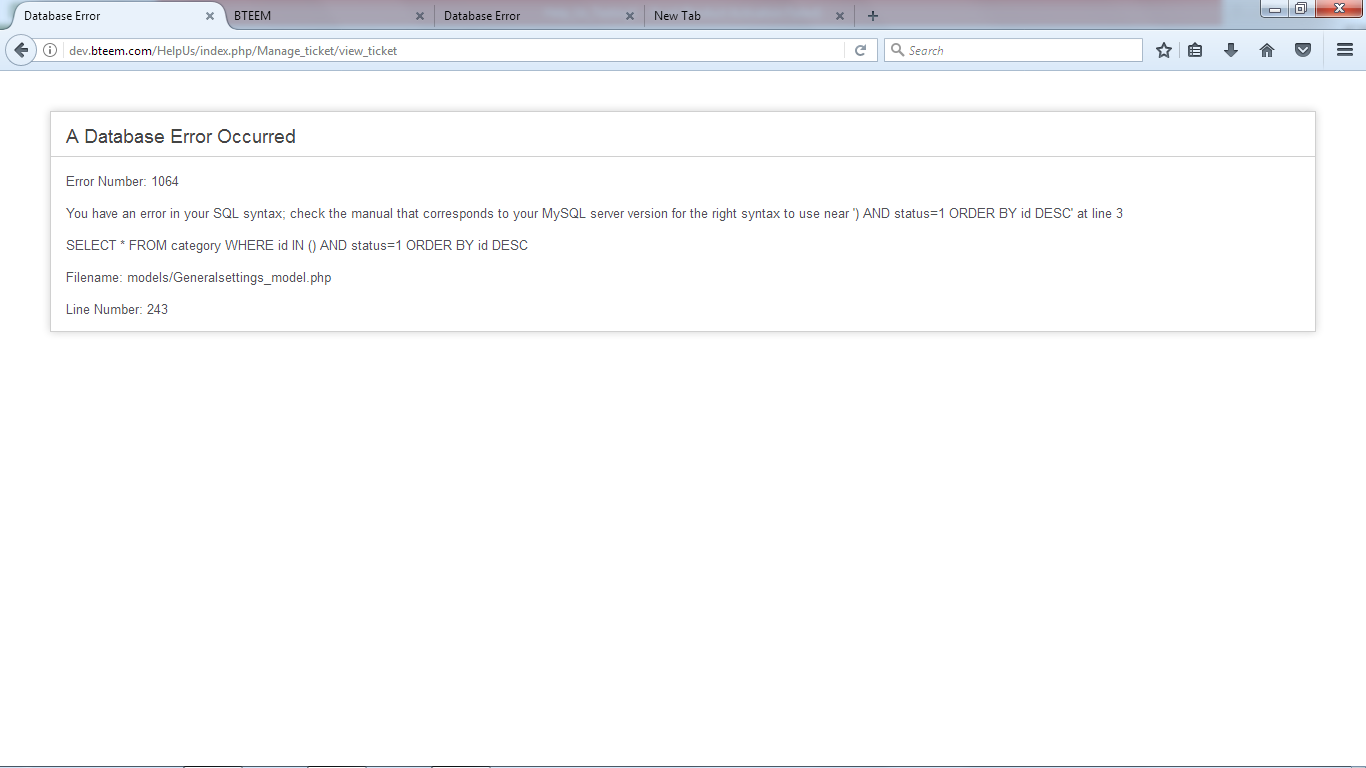 Database Error
BTEEM
Database Error
New Tab
dev.bteem.com/HelpUs/index.php/Manage_ticket/view_ticket
Search
A Database Error Occurred
Error Number: 1064
You have an error in your SQL syntax; check the manual that corresponds to your MySQL server version for the right syntax to use near ') AND status=1 ORDER BY id DESC' at line 3
SELECT * FROM category WHERE id IN () AND status=1 ORDER BY id DESC
Filename: models/Generalsettings_model.php
Line Number: 243